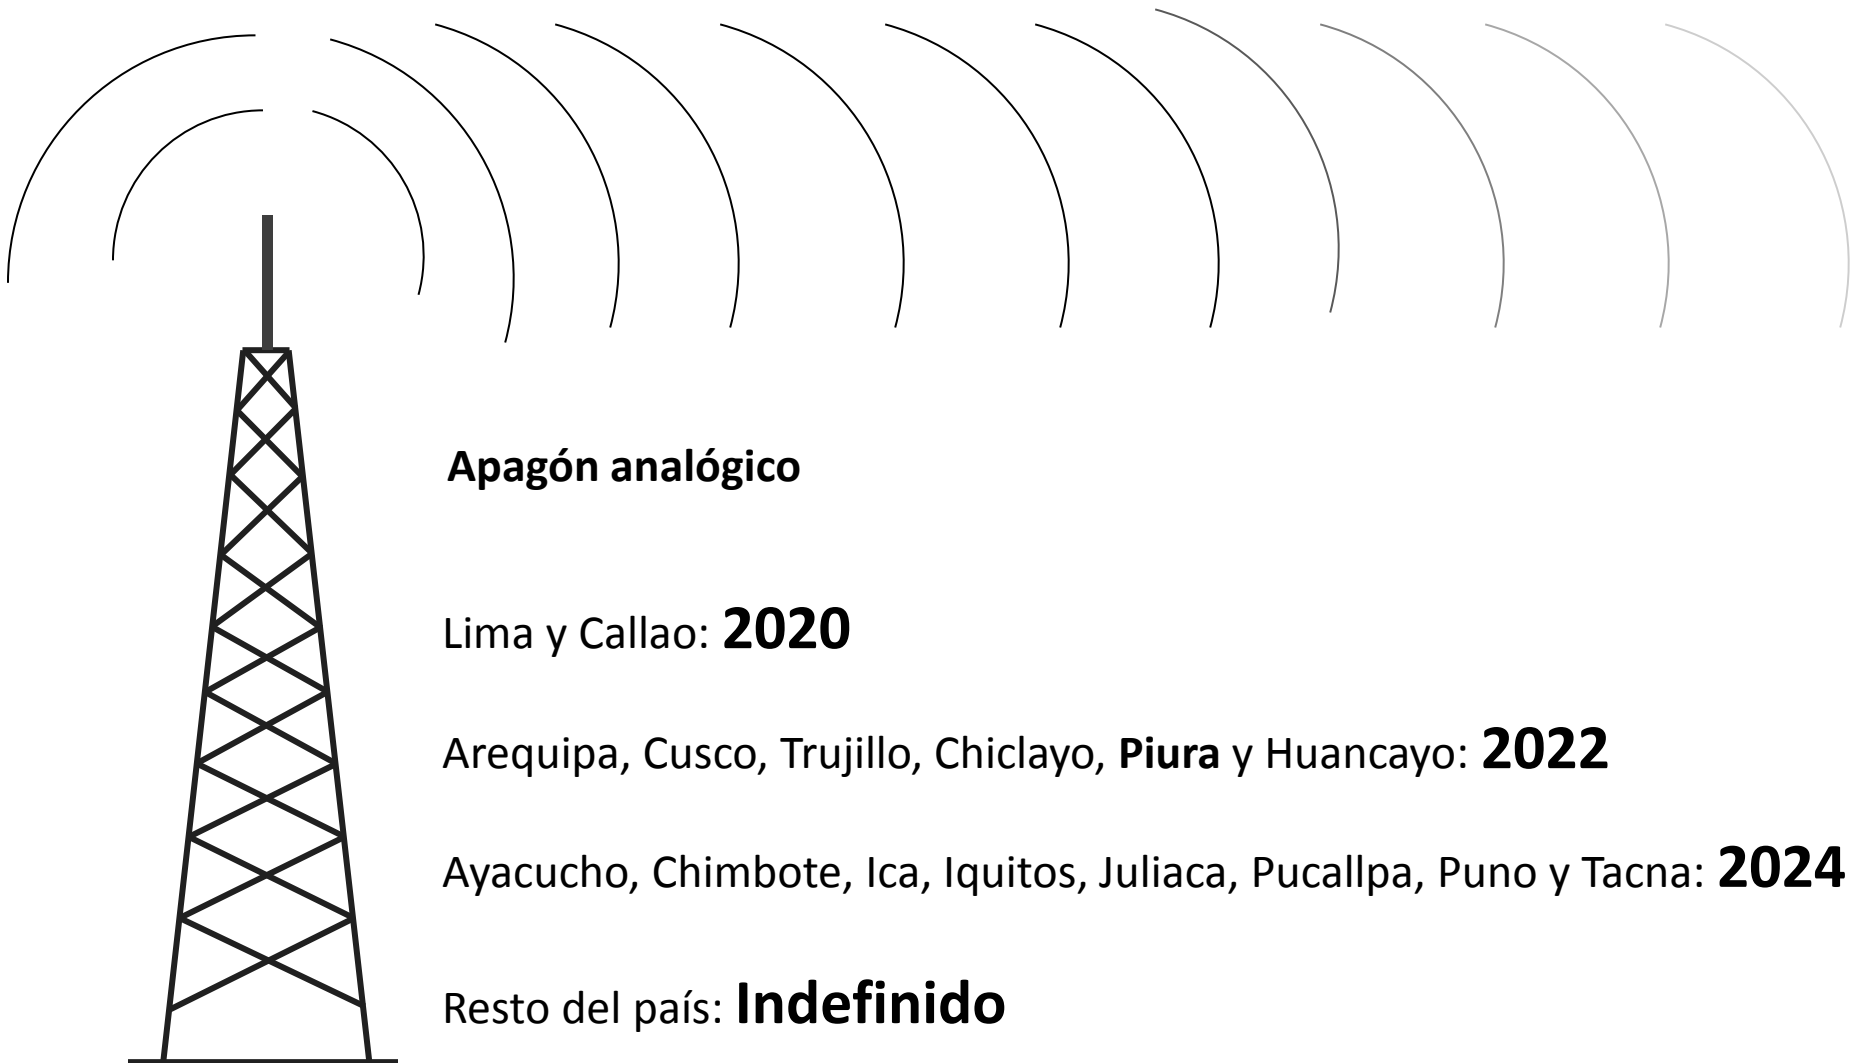 Apagón analógico
Lima y Callao: 2020
Arequipa, Cusco, Trujillo, Chiclayo, Piura y Huancayo: 2022
Ayacucho, Chimbote, Ica, Iquitos, Juliaca, Pucallpa, Puno y Tacna: 2024
Resto del país: Indefinido